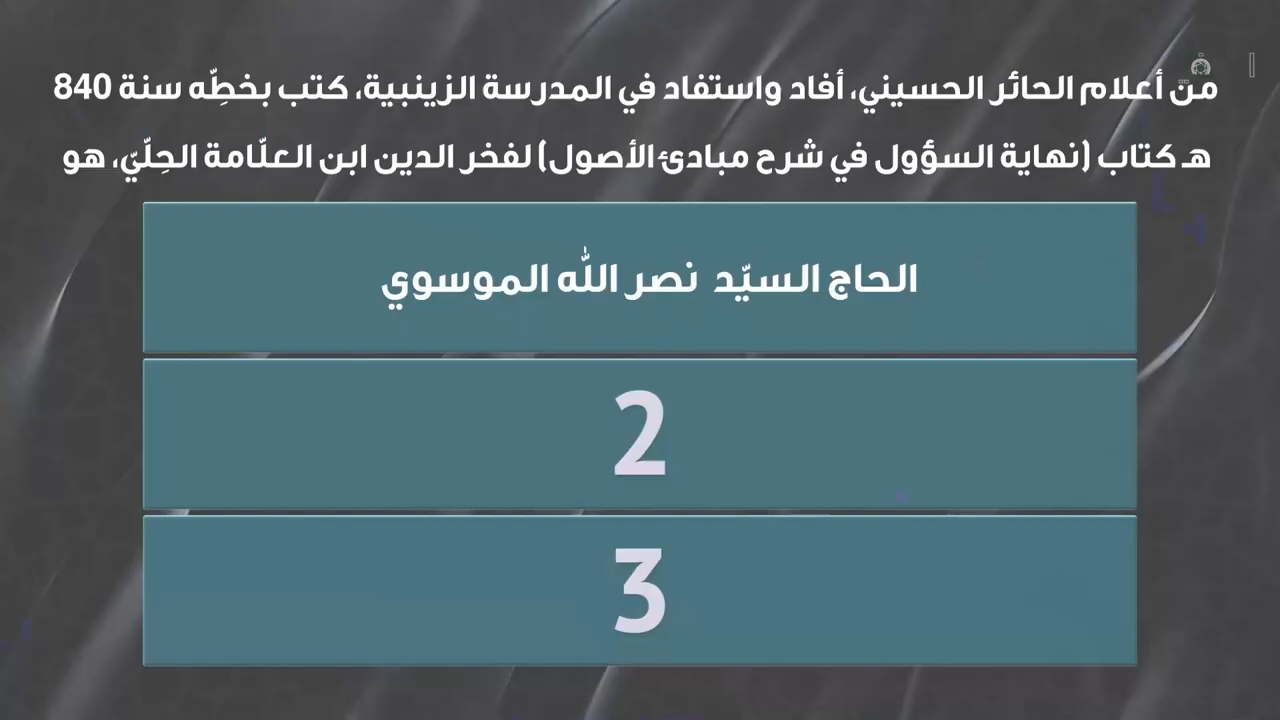 من أعلام الحائر الحسيني، أفاد واستفاد في المدرسة الزينبية، كتب بخطِّه سنة 840
هـ كتاب (نهاية السؤول في شرح مبادئ الأصول) لفخر الدين ابن العلّامة الحِلّيّ، هو
الحاج السيّد نصر الله الموسوي
2
3